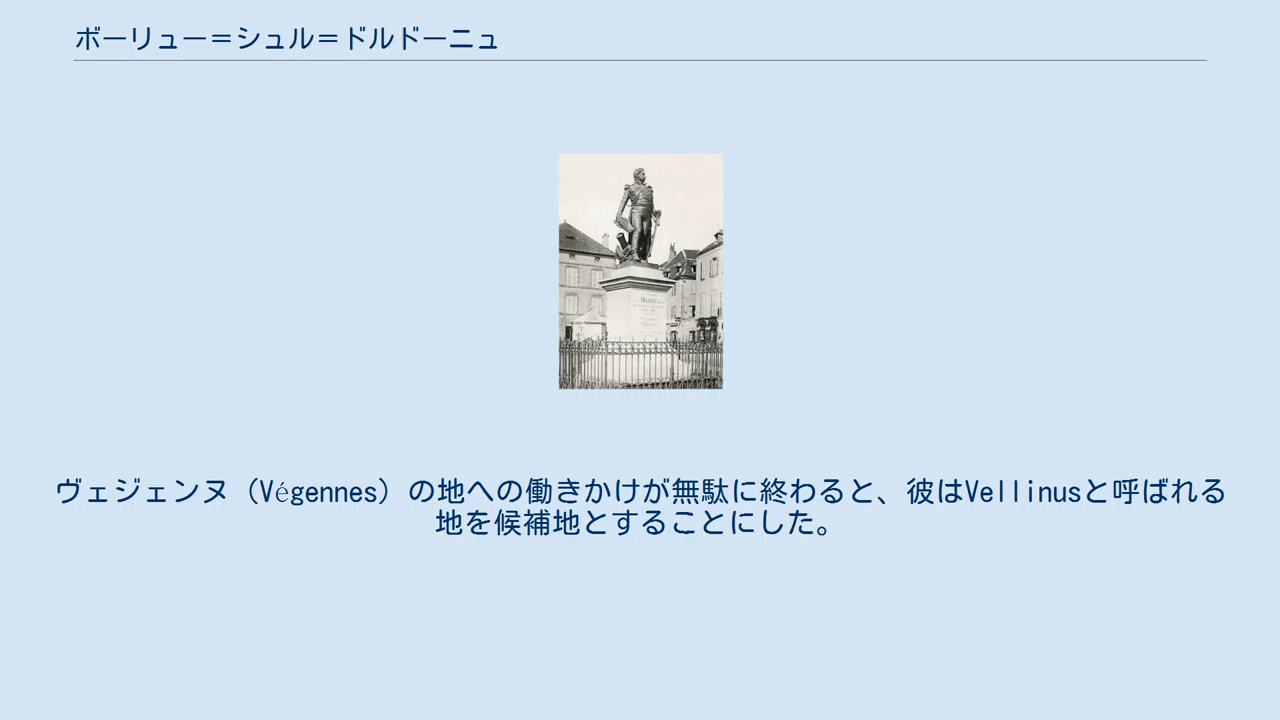 ボーリュー＝シュル＝ドルドーニュ
ヴェジェンヌ（Végennes）の地への働きかけが無駄に終わると、彼はVellinusと呼ばれる
地を候補地とすることにした。